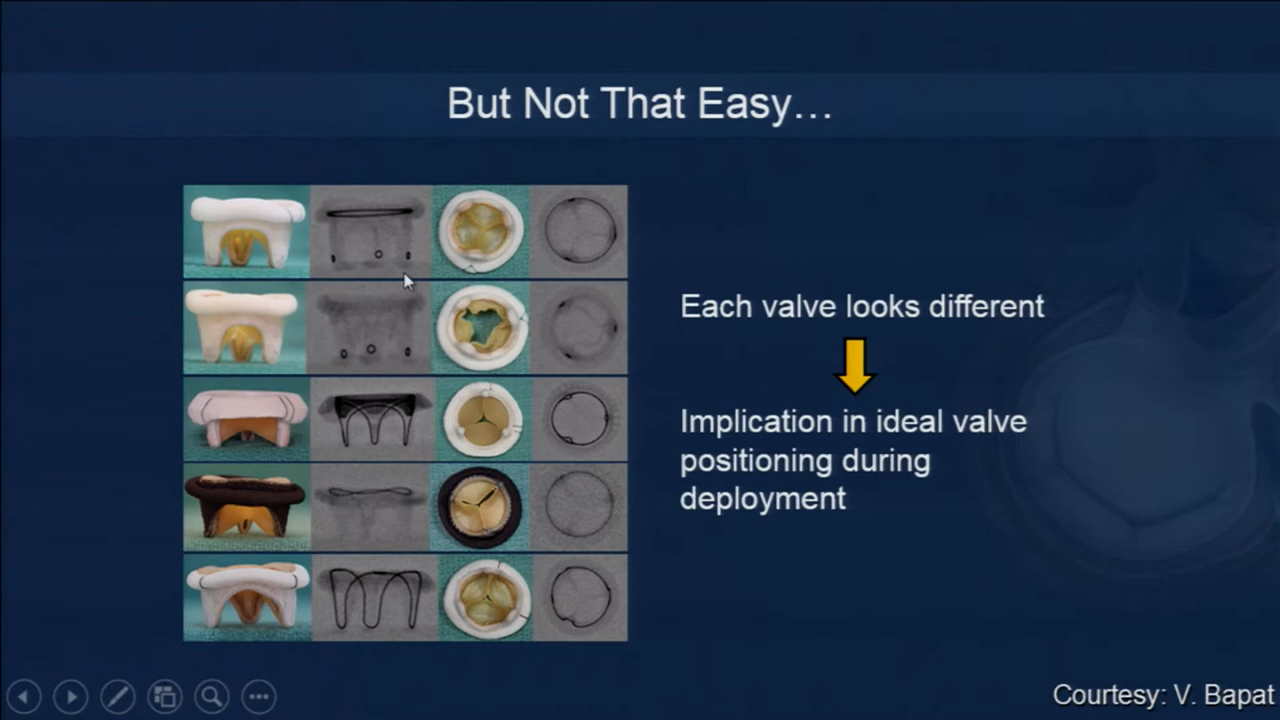 But Not That Easy...
Each valve looks different
Implication in ideal valve
positioning during
deployment
Courtesy: V. Bapat